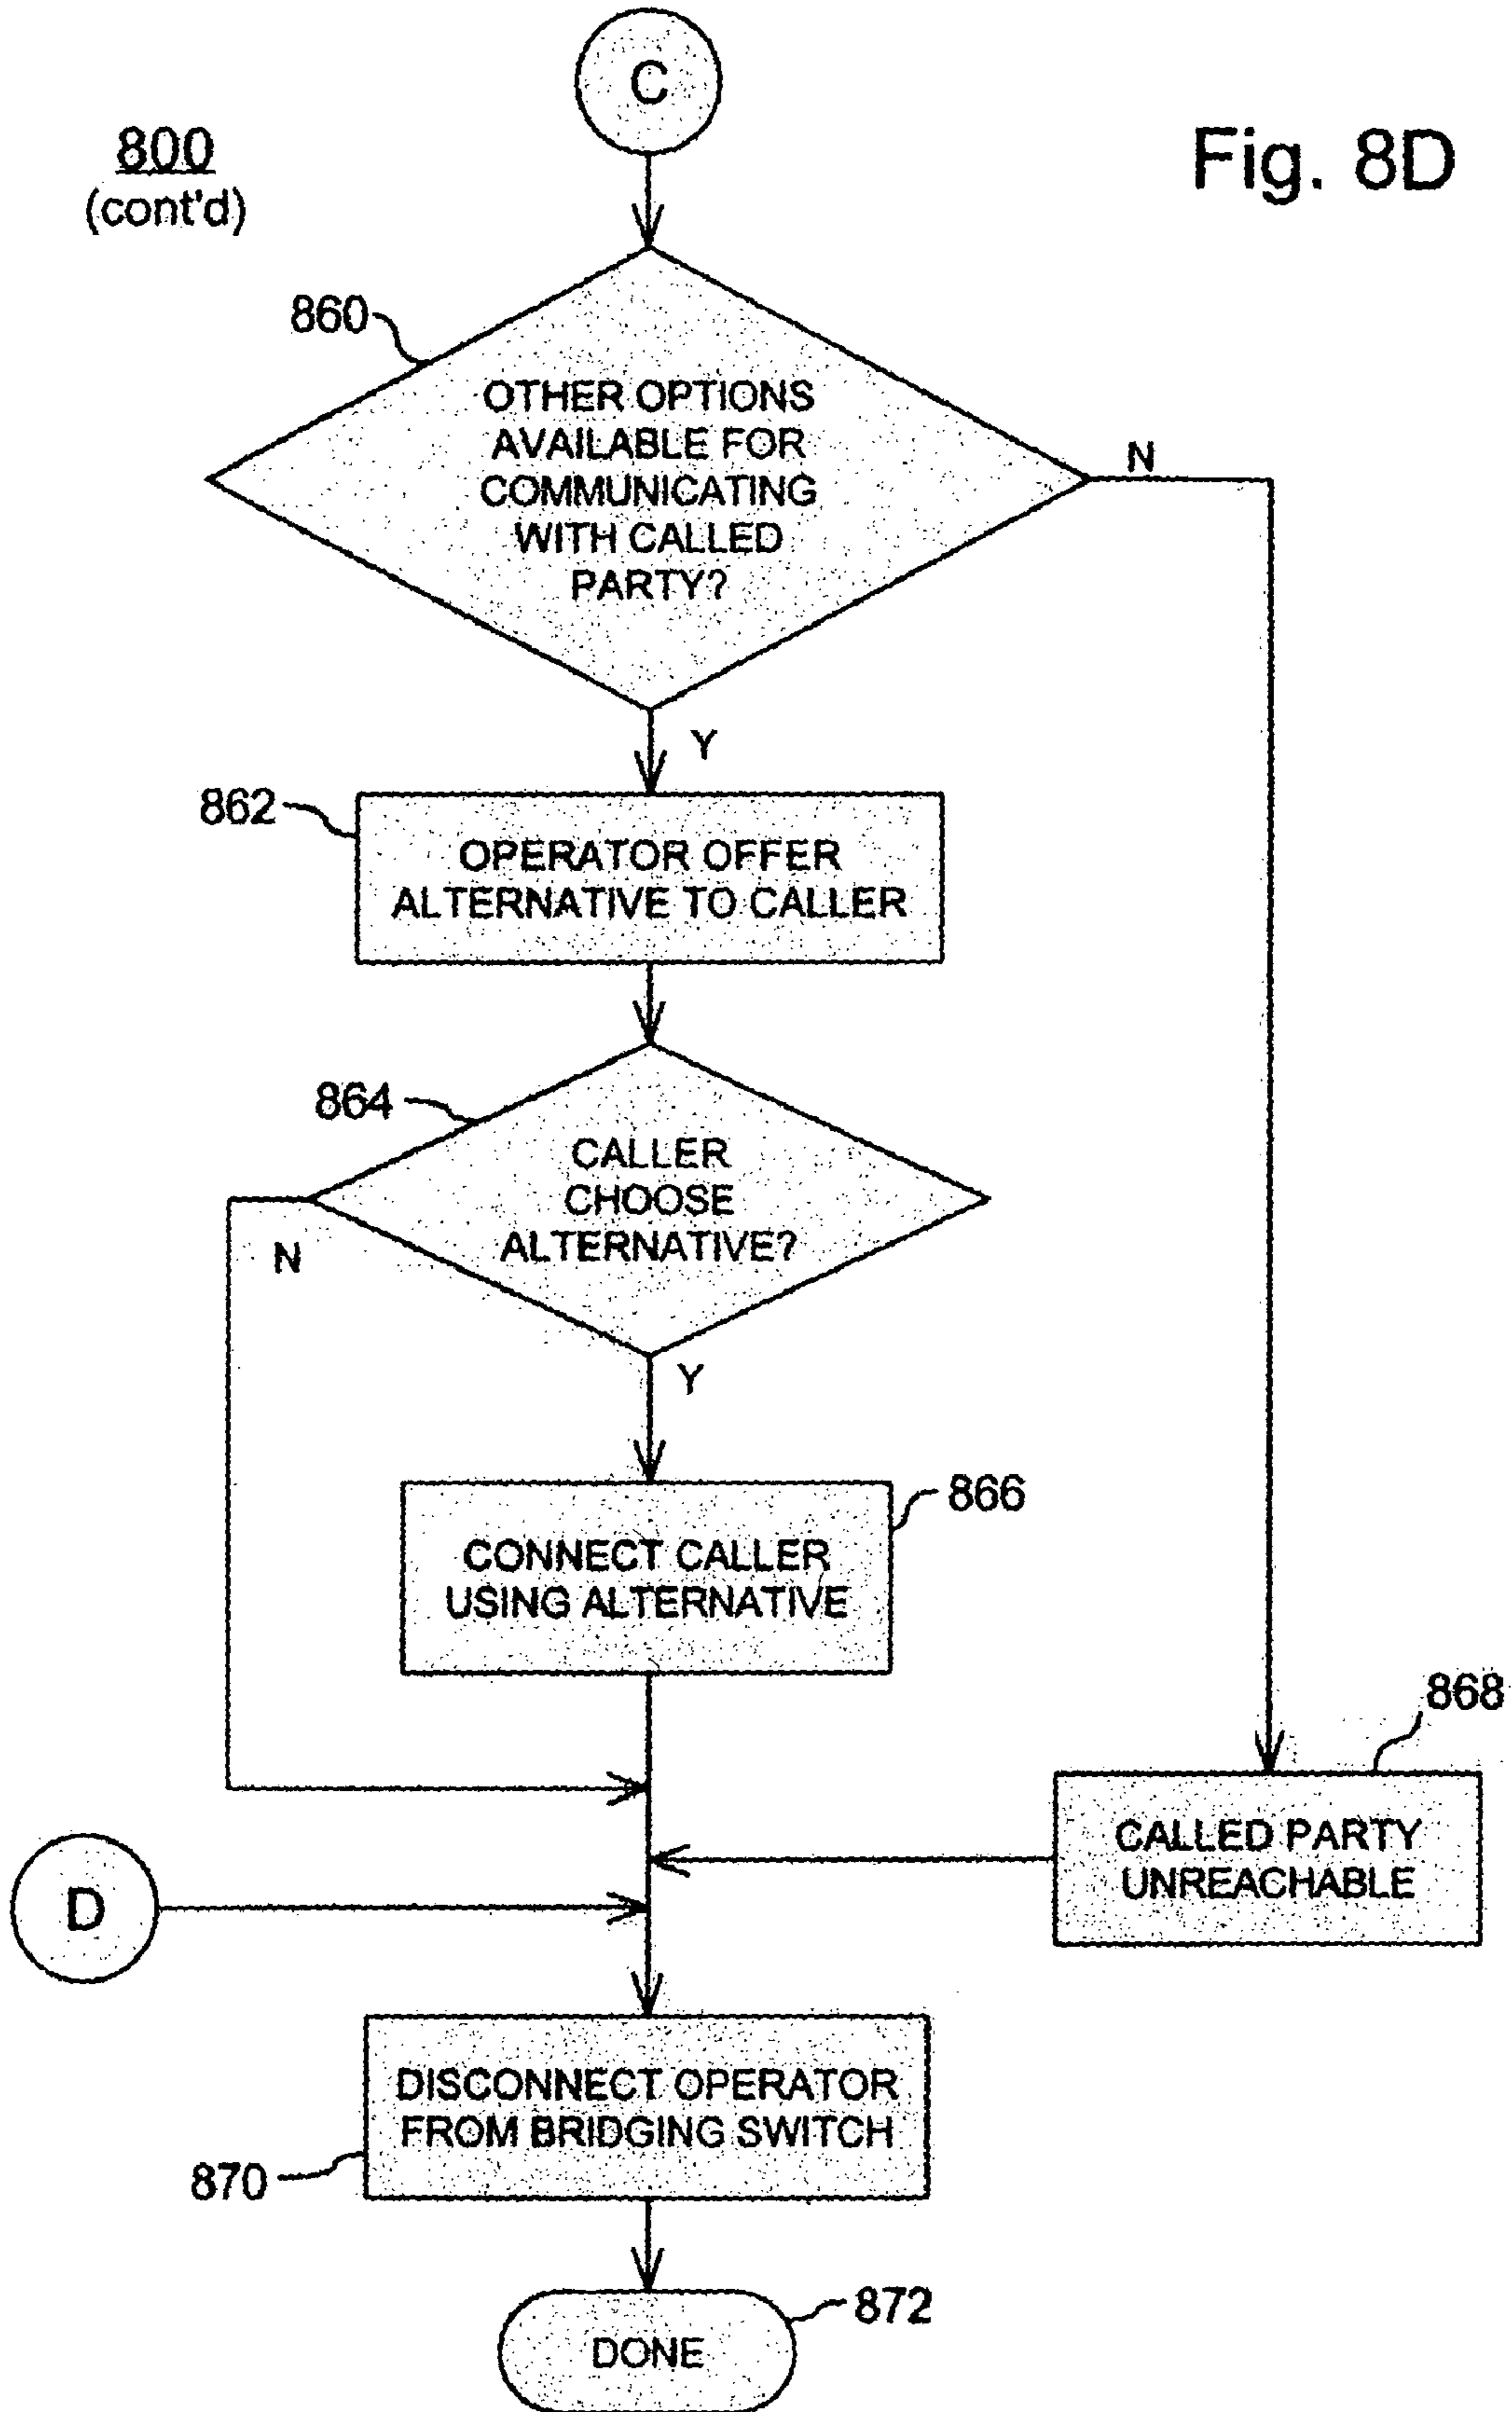 C
800
(cont'd)
Fig. 8D
860
OTHER OPTIONS
AVAILABLE FOR
COMMUNICATING
WITH CALLED
PARTY?
N
Y
862
OPERATOR OFFER
ALTERNATIVE TO CALLER
864
CALLER
CHOOSE
ALTERNATIVE?
N
Y
866
CONNECT CALLER
USING ALTERNATIVE
868
CALLED PARTY
UNREACHABLE
D
DISCONNECT OPERATOR
FROM BRIDGING SWITCH
870
872
DONE